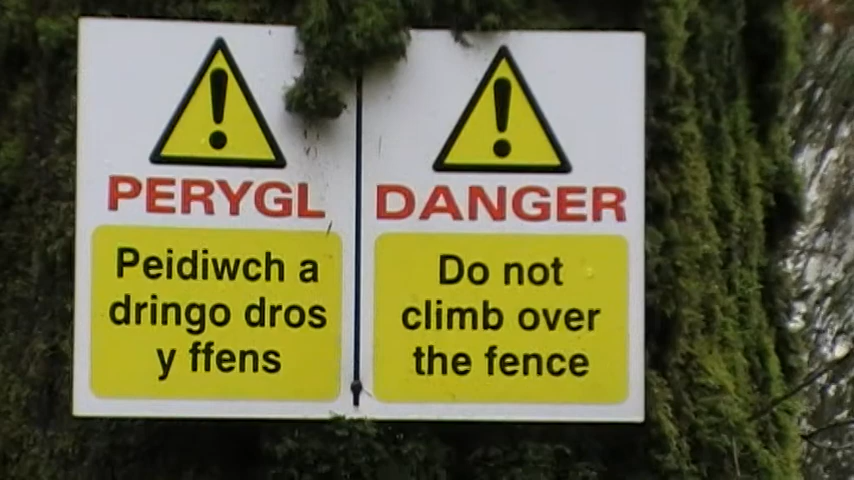 PERYGL
Peidiwch a
dringo dros
y ffens
DANGER
Do not
climb over
the fence